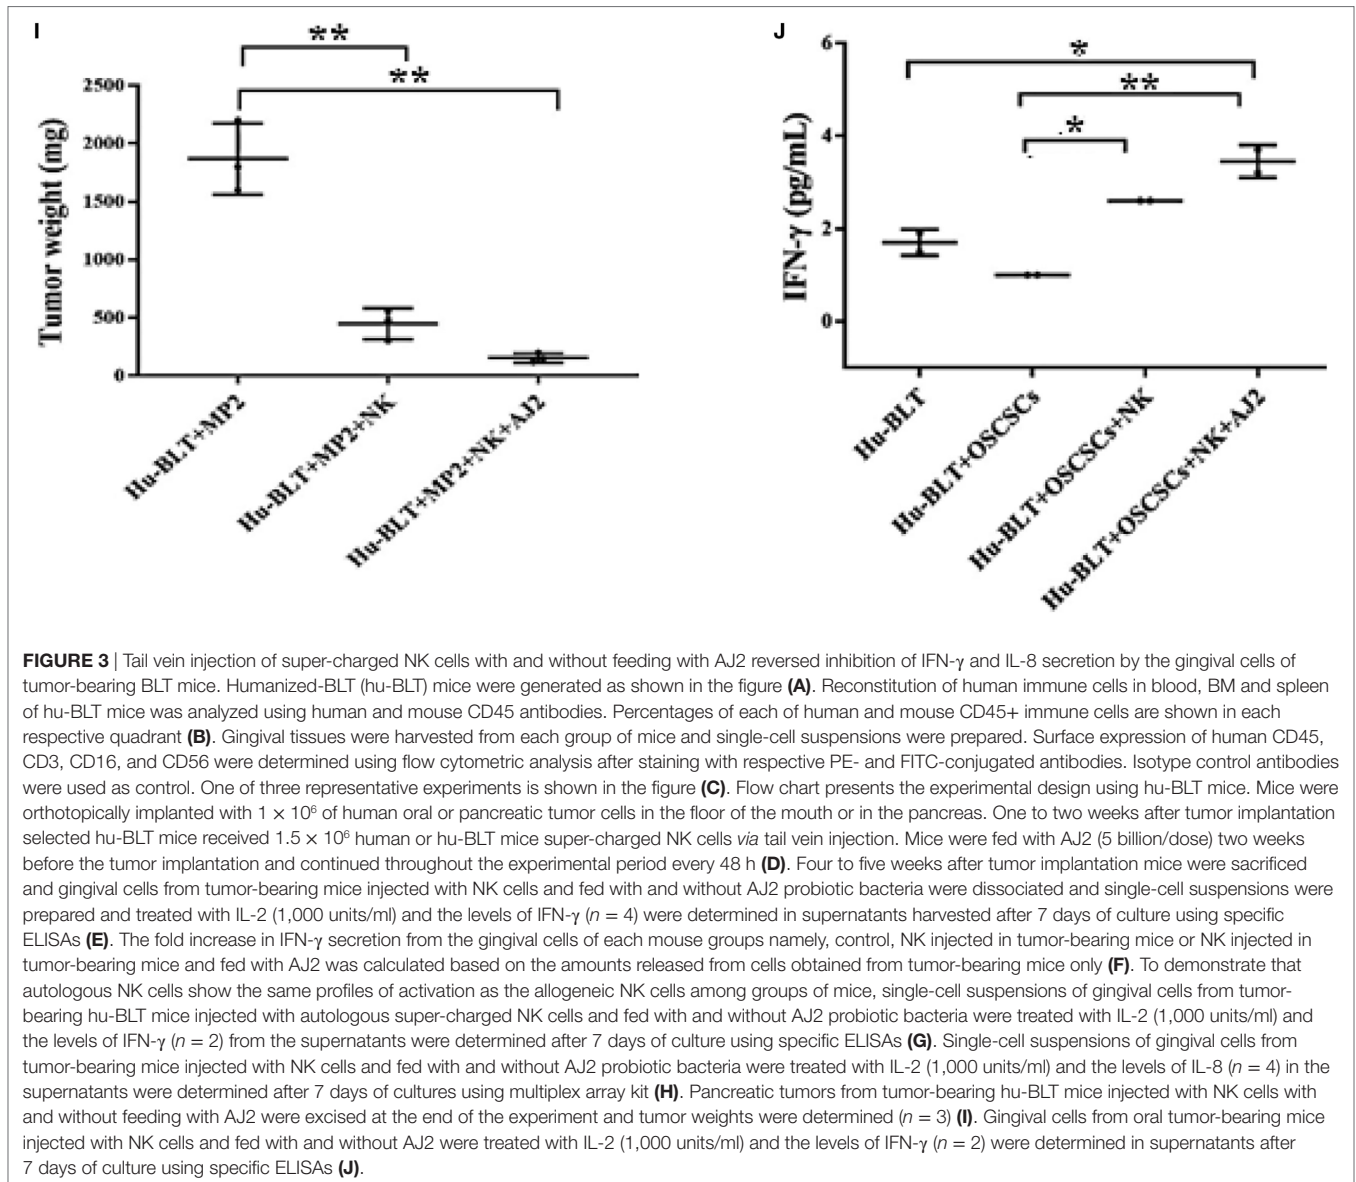 I
J
**
**
2500
2000
1500
1000
500
0
Tumor weight (mg)
Hu-BLT+MP2
Hu-BLT+MP2+NK
Hu-BLT+MP2+NK+AJ2
*
**
*
6
4
2
0
IFN-γ (pg/mL)
Hu-BLT
Hu-BLT+OSCSCs
Hu-BLT+OSCSCs+NK
Hu-BLT+OSCSCs+NK+AJ2
FIGURE 3 | Tail vein injection of super-charged NK cells with and without feeding with AJ2 reversed inhibition of IFN-γ and IL-8 secretion by the gingival cells of
tumor-bearing BLT mice. Humanized-BLT (hu-BLT) mice were generated as shown in the figure (A). Reconstitution of human immune cells in blood, BM and spleen
of hu-BLT mice was analyzed using human and mouse CD45 antibodies. Percentages of each of human and mouse CD45+ immune cells are shown in each
respective quadrant (B). Gingival tissues were harvested from each group of mice and single-cell suspensions were prepared. Surface expression of human CD45,
CD3, CD16, and CD56 were determined using flow cytometric analysis after staining with respective PE- and FITC-conjugated antibodies. Isotype control antibodies
were used as control. One of three representative experiments is shown in the figure (C). Flow chart presents the experimental design using hu-BLT mice. Mice were
orthotopically implanted with 1 × 10⁶ of human oral or pancreatic tumor cells in the floor of the mouth or in the pancreas. One to two weeks after tumor implantation
selected hu-BLT mice received 1.5 × 10⁶ human or hu-BLT mice super-charged NK cells via tail vein injection. Mice were fed with AJ2 (5 billion/dose) two weeks
before the tumor implantation and continued throughout the experimental period every 48 h (D). Four to five weeks after tumor implantation mice were sacrificed
and gingival cells from tumor-bearing mice injected with NK cells and fed with and without AJ2 probiotic bacteria were dissociated and single-cell suspensions were
prepared and treated with IL-2 (1,000 units/ml) and the levels of IFN-γ (n = 4) were determined in supernatants harvested after 7 days of culture using specific
ELISAs (E). The fold increase in IFN-γ secretion from the gingival cells of each mouse groups namely, control, NK injected in tumor-bearing mice or NK injected in
tumor-bearing mice and fed with AJ2 was calculated based on the amounts released from cells obtained from tumor-bearing mice only (F). To demonstrate that
autologous NK cells show the same profiles of activation as the allogeneic NK cells among groups of mice, single-cell suspensions of gingival cells from tumor-
bearing hu-BLT mice injected with autologous super-charged NK cells and fed with and without AJ2 probiotic bacteria were treated with IL-2 (1,000 units/ml) and
the levels of IFN-γ (n = 2) from the supernatants were determined after 7 days of culture using specific ELISAs (G). Single-cell suspensions of gingival cells from
tumor-bearing mice injected with NK cells and fed with and without AJ2 probiotic bacteria were treated with IL-2 (1,000 units/ml) and the levels of IL-8 (n = 4) in the
supernatants were determined after 7 days of cultures using multiplex array kit (H). Pancreatic tumors from tumor-bearing hu-BLT mice injected with NK cells with
and without feeding with AJ2 were excised at the end of the experiment and tumor weights were determined (n = 3) (I). Gingival cells from oral tumor-bearing mice
injected with NK cells and fed with and without AJ2 were treated with IL-2 (1,000 units/ml) and the levels of IFN-γ (n = 2) were determined in supernatants after
7 days of culture using specific ELISAs (J).